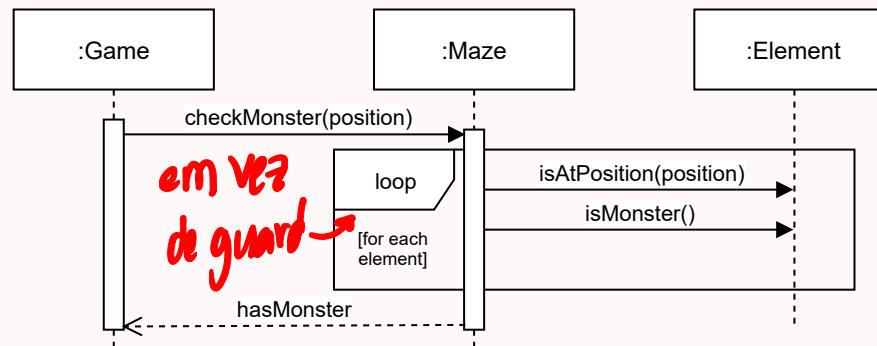 :Game
:Maze
:Element
checkMonster(position)
em vez
de guard
loop
[for each
element]
isAtPosition(position)
isMonster()
hasMonster